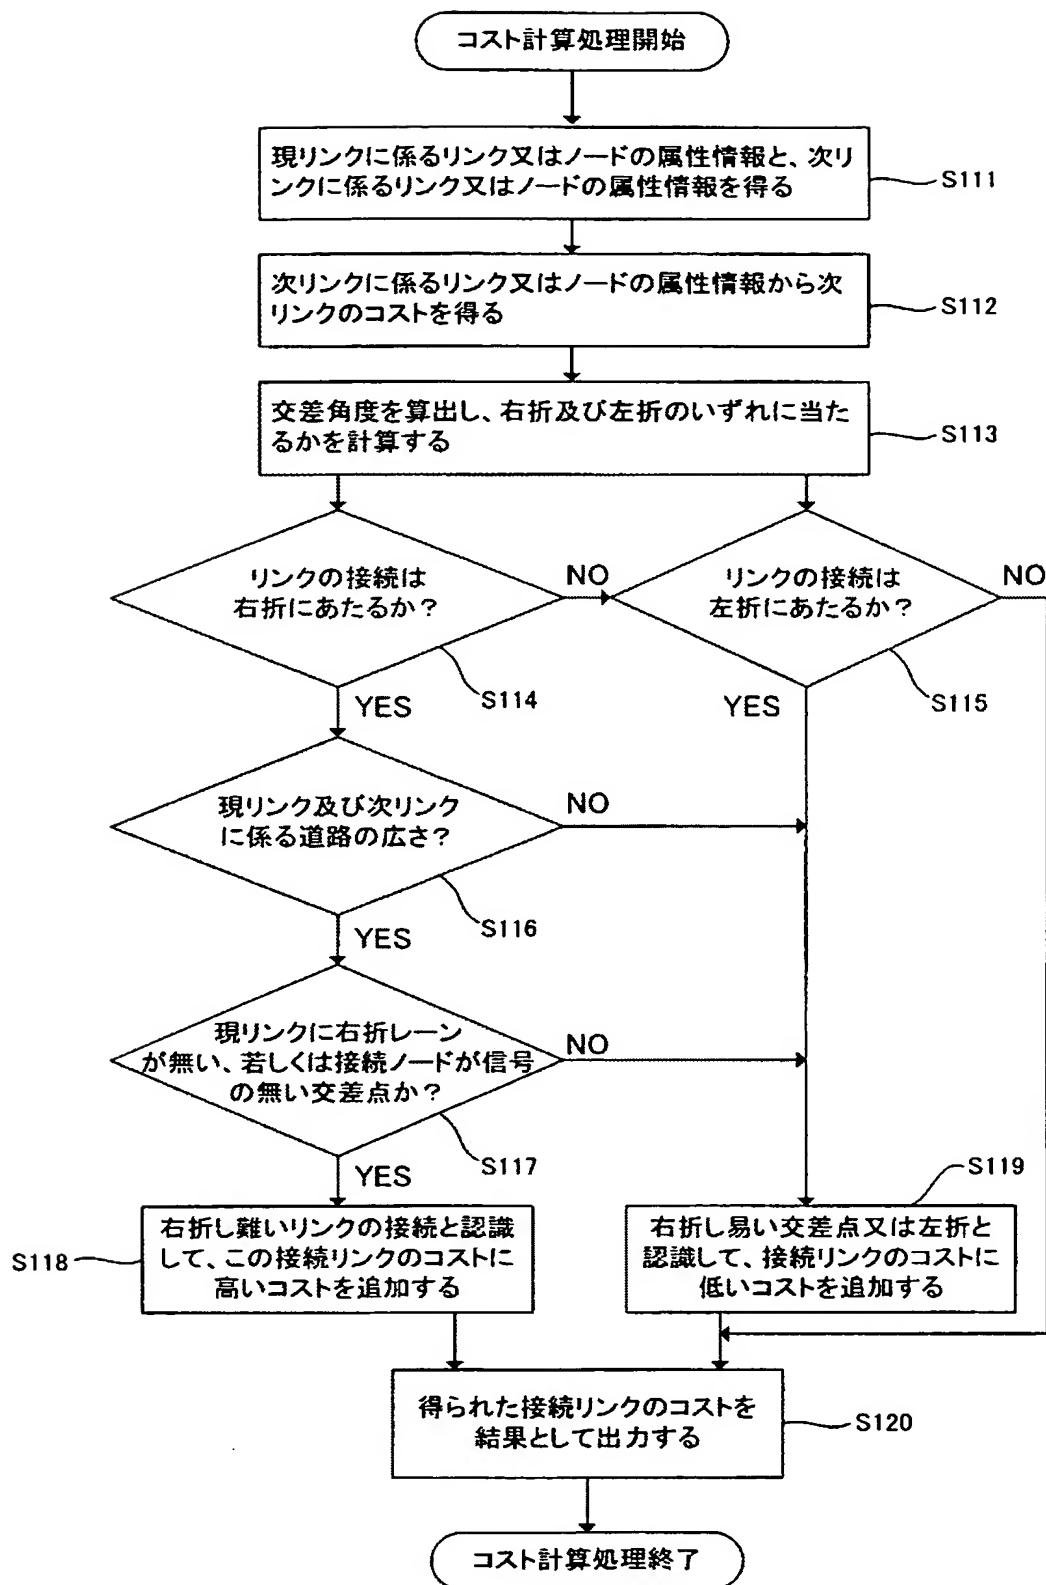 コスト計算処理開始
現リンクに係るリンク又はノードの属性情報と、次リ
ンクに係るリンク又はノードの属性情報を得る
S111
次リンクに係るリンク又はノードの属性情報から次
リンクのコストを得る
S112
交差角度を算出し、右折及び左折のいずれに当た
るかを計算する
S113
リンクの接続は
右折にあたるか？
NO
リンクの接続は
左折にあたるか？
NO
S114
YES
S115
YES
現リンク及び次リンク
に係る道路の広さ？
NO
S116
YES
現リンクに右折レーン
が無い、若しくは接続ノードが信号
の無い交差点か？
NO
S117
YES
S119
右折し難いリンクの接続と認識
して、この接続リンクのコストに
高いコストを追加する
S118
右折し易い交差点又は左折と
認識して、接続リンクのコストに
低いコストを追加する
得られた接続リンクのコストを
結果として出力する
S120
コスト計算処理終了